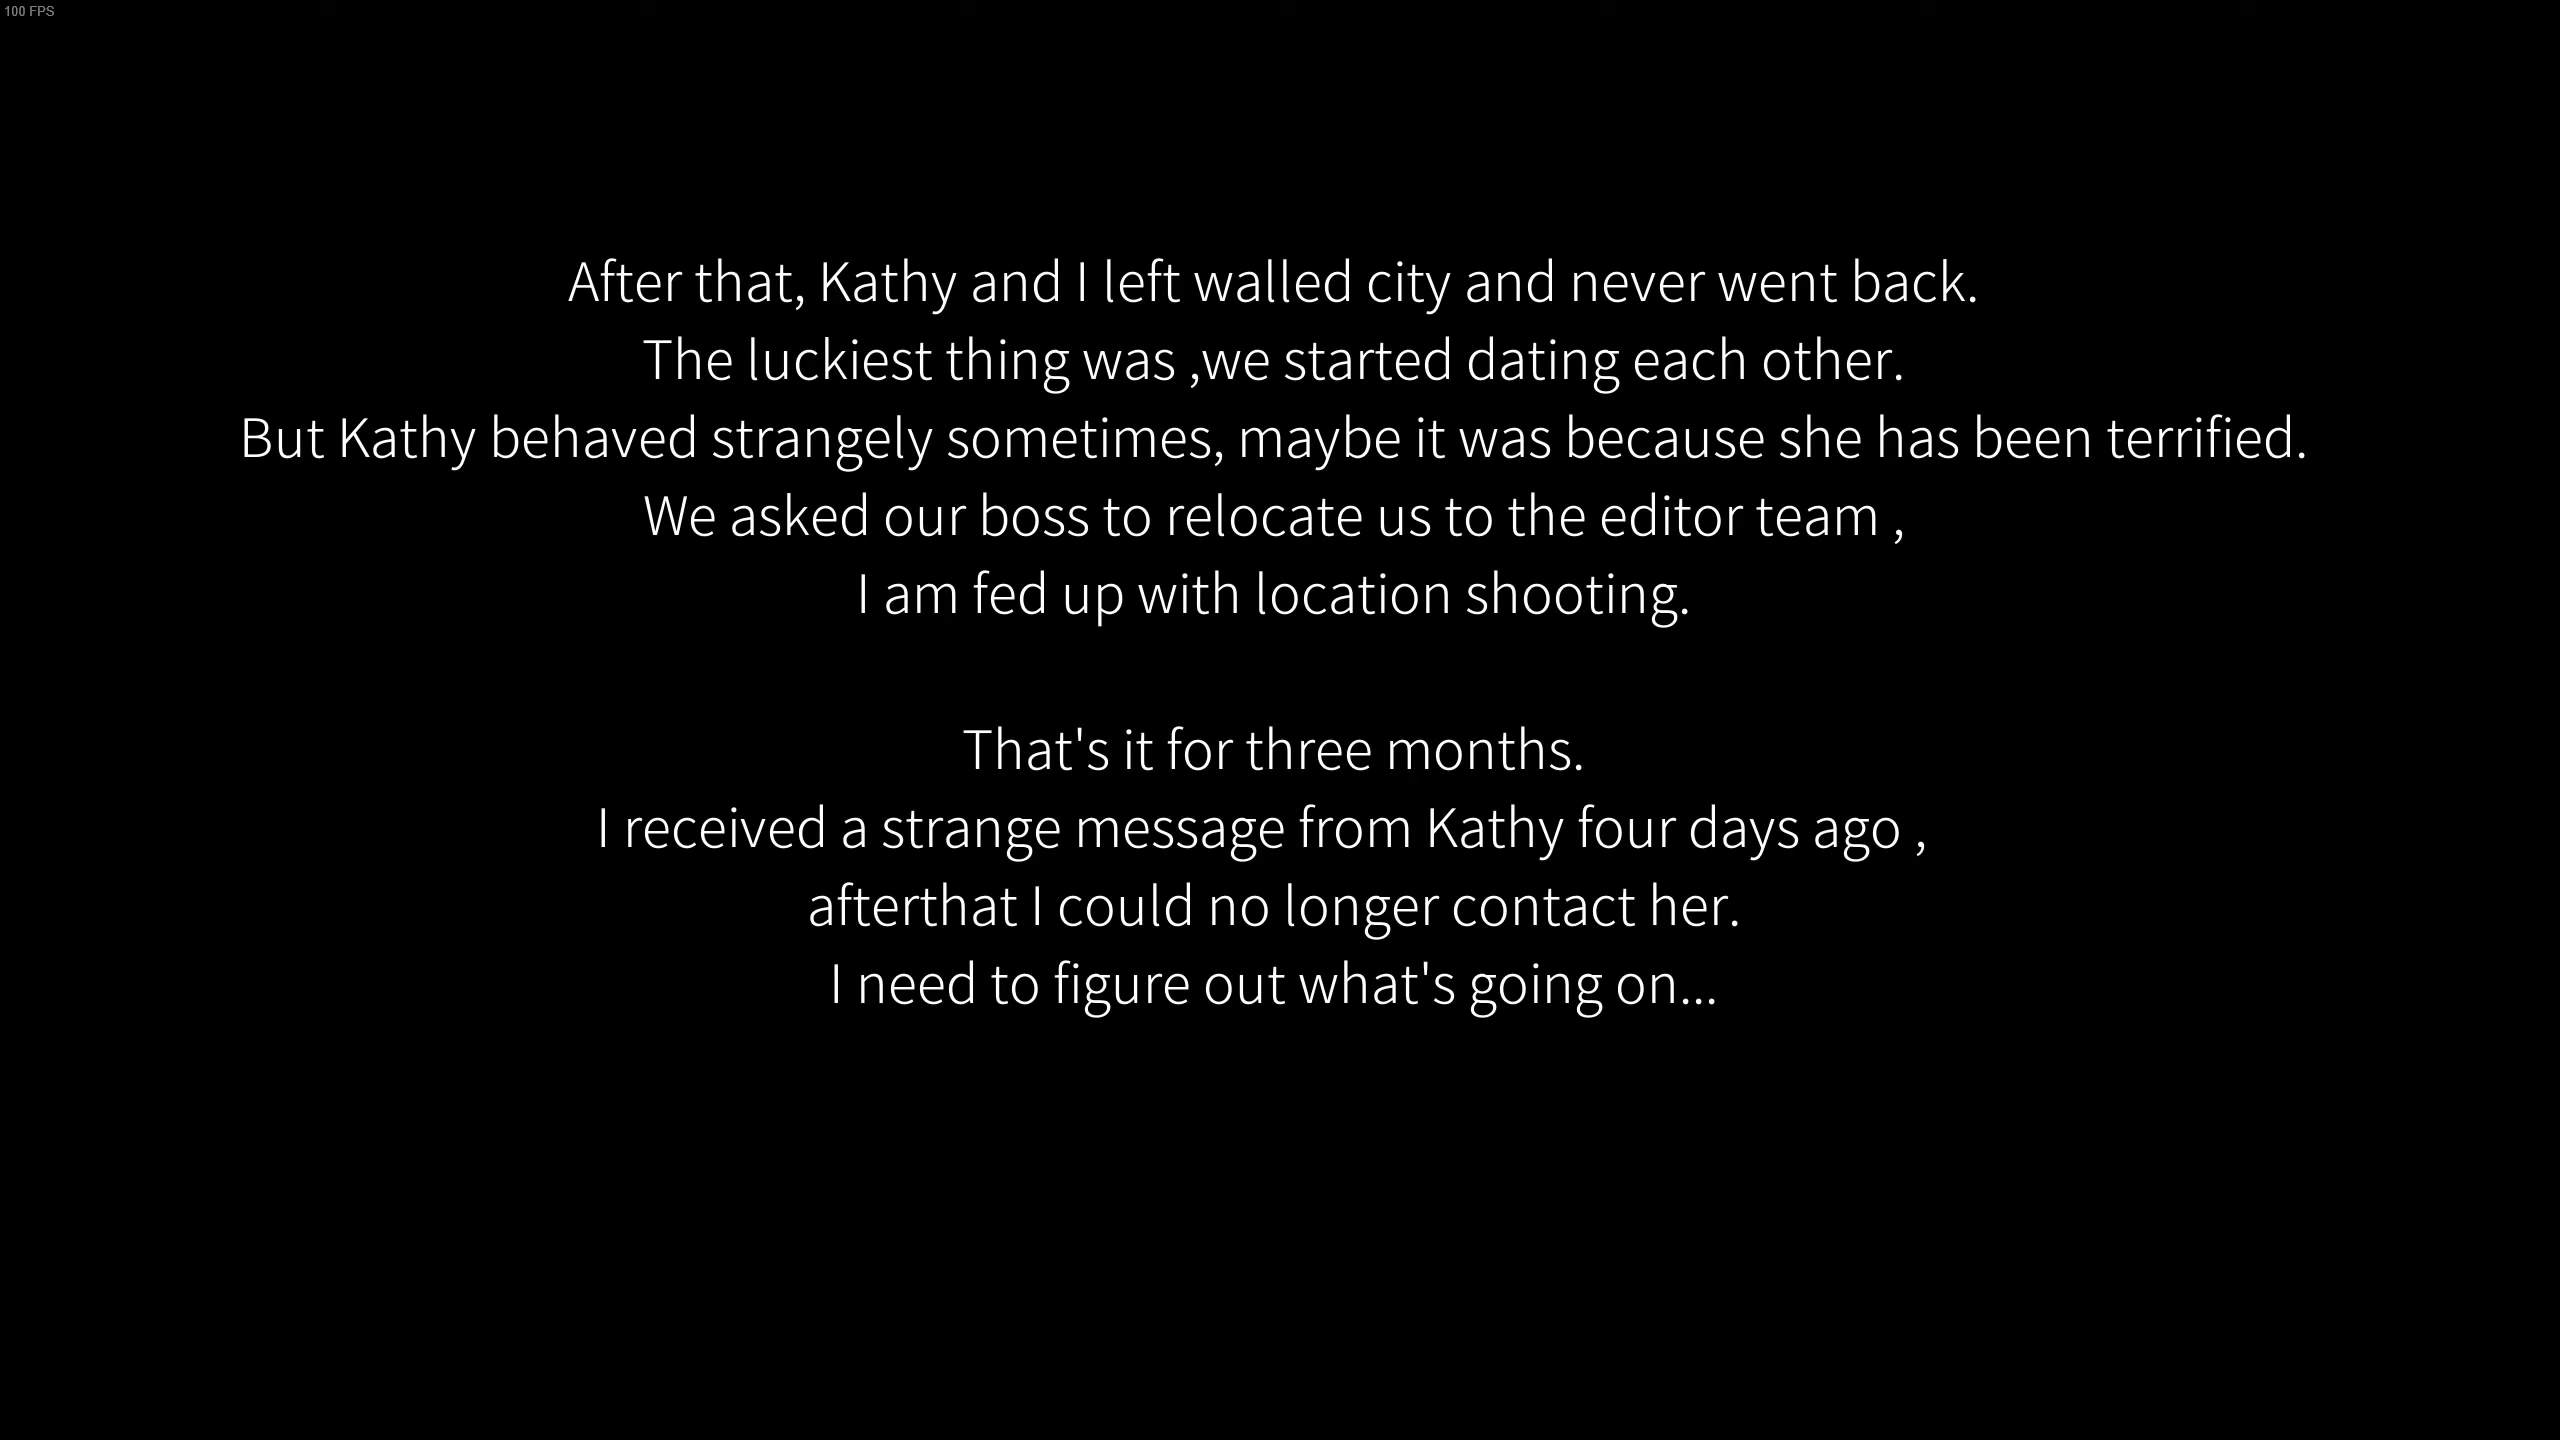 100 FPS
After that, Kathy and I left walled city and never went back.
The luckiest thing was ,we started dating each other.
But Kathy behaved strangely sometimes, maybe it was because she has been terrified.
We asked our boss to relocate us to the editor team ,
I am fed up with location shooting.
That's it for three months.
I received a strange message from Kathy four days ago ,
afterthat I could no longer contact her.
I need to figure out what's going on...